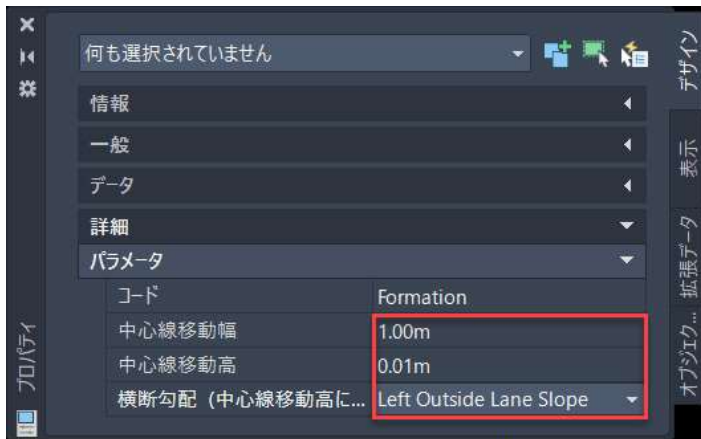 何も選択されていません
情報
一般
データ
詳細
パラメータ
コード Formation
中心線移動幅 1.00m
中心線移動高 0.01m
横断勾配 (中心線移動高に... Left Outside Lane Slope
プロパティ
デザイン
表示
拡張データ
オブジェク...